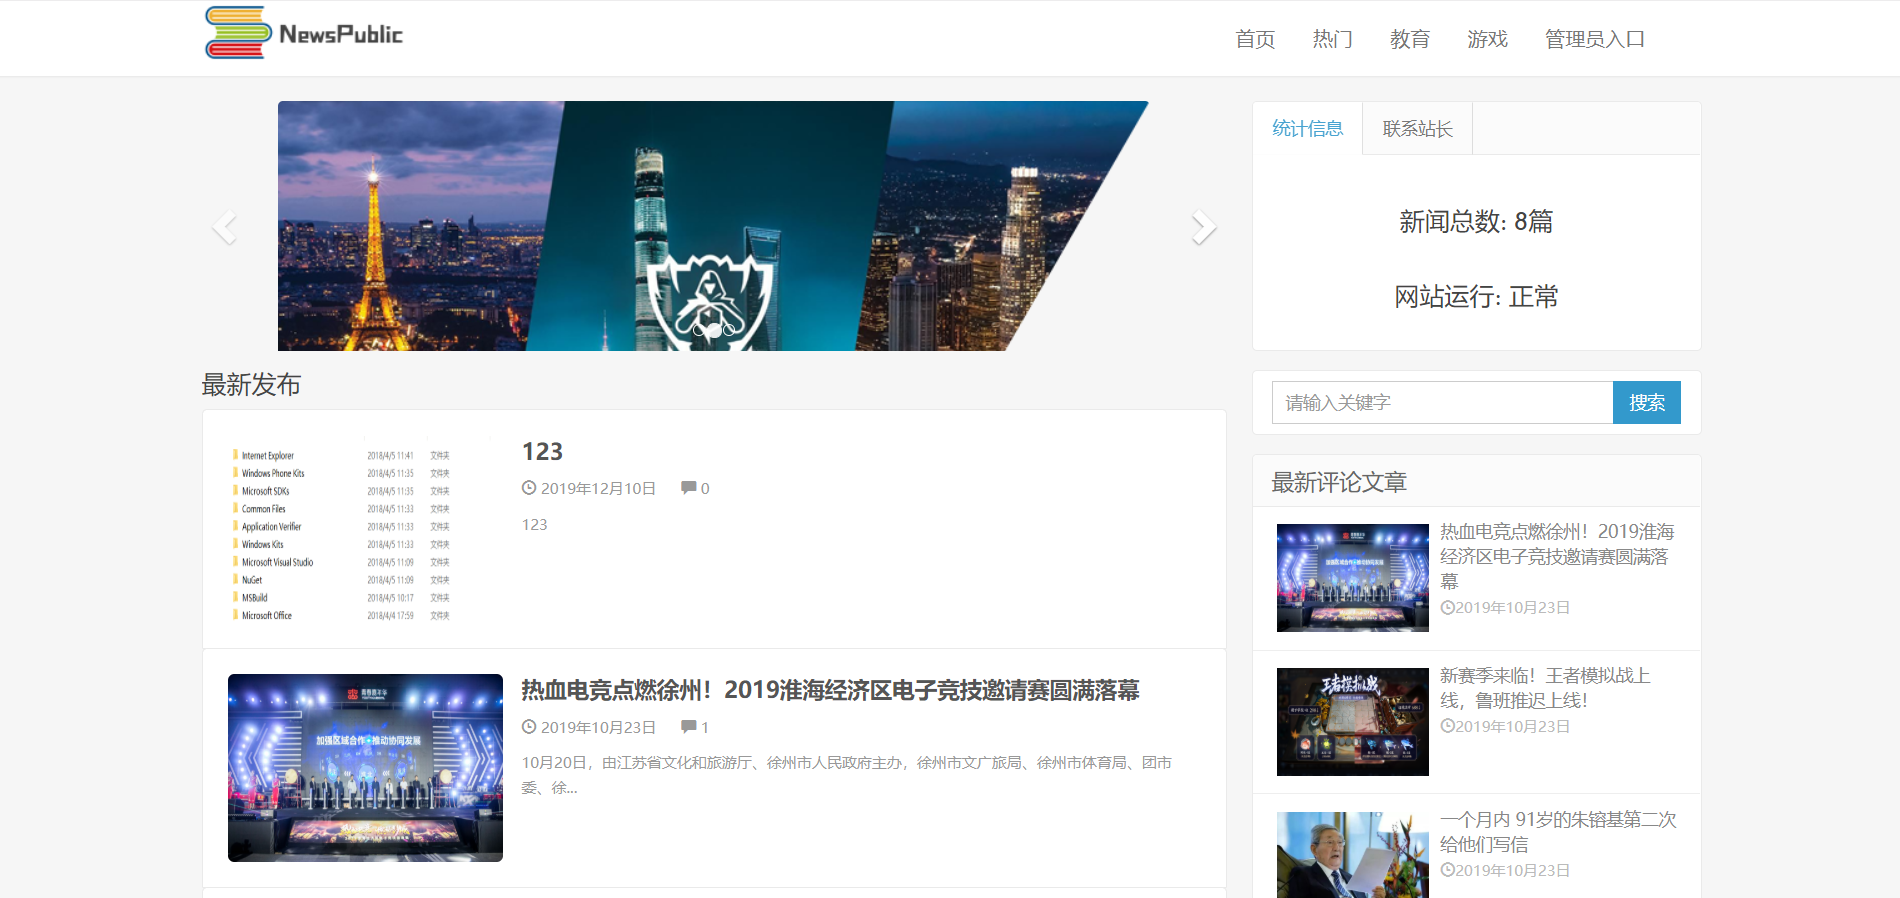 NewsPublic
首页 热门 教育 游戏 管理员入口
统计信息 联系站长
新闻总数: 8篇
网站运行: 正常
请输入关键字 搜索
最新发布
Internet Explorer 2018/4/5 11:41 文件夹
Windows Phone Kits 2018/4/5 11:35 文件夹
Microsoft SDKs 2018/4/5 11:35 文件夹
Common Files 2018/4/5 11:33 文件夹
Application Verifier 2018/4/5 11:33 文件夹
Windows Kits 2018/4/5 11:33 文件夹
Microsoft Visual Studio 2018/4/5 11:09 文件夹
NuGet 2018/4/5 11:09 文件夹
MSBuild 2018/4/5 10:17 文件夹
Microsoft Office 2018/4/4 17:59 文件夹
123
2019年12月10日 0
123
加强区域合作 推动协同发展
热血电竞点燃徐州！2019淮海经济区电子竞技邀请赛圆满落幕
2019年10月23日 1
10月20日，由江苏省文化和旅游厅、徐州市人民政府主办，徐州市文广旅局、徐州市体育局、团市
委、徐...
最新评论文章
热血电竞点燃徐州！2019淮海
经济区电子竞技邀请赛圆满落
幕
2019年10月23日
王者模拟战
新赛季来临！王者模拟战上
线，鲁班推迟上线！
2019年10月23日
一个月内 91岁的朱镕基第二次
给他们写信
2019年10月23日